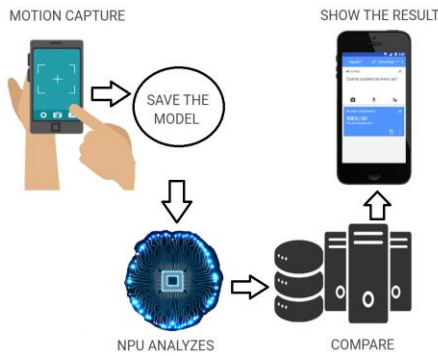 MOTION CAPTURE
SHOW THE RESULT
SAVE THE
MODEL
NPU ANALYZES
COMPARE